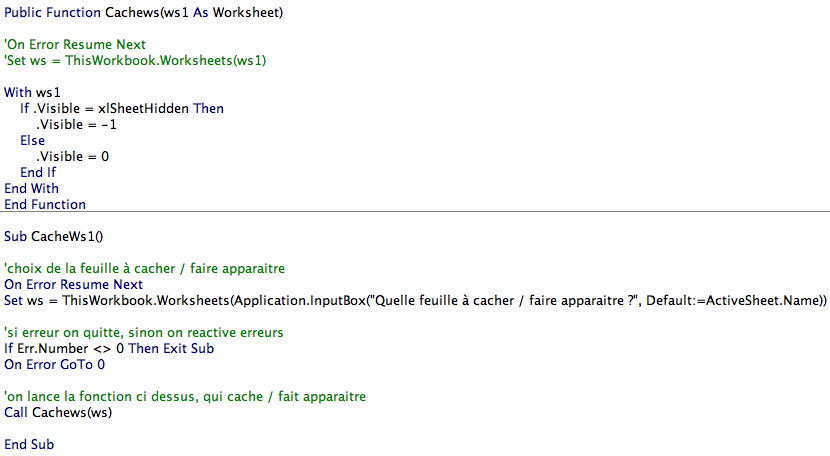 Public Function Cachews(ws1 As Worksheet)
'On Error Resume Next
'Set ws = ThisWorkbook.Worksheets(ws1)
With ws1
If .Visible = xlSheetHidden Then
.Visible = -1
Else
.Visible = 0
End If
End With
End Function
Sub CacheWs1()
'choix de la feuille à cacher / faire apparaitre
On Error Resume Next
Set ws = ThisWorkbook.Worksheets(Application.InputBox("Quelle feuille à cacher / faire apparaitre ?", Default:=ActiveSheet.Name))
'si erreur on quitte, sinon on reactive erreurs
If Err.Number <> 0 Then Exit Sub
On Error GoTo 0
'on lance la fonction ci dessus, qui cache / fait apparaitre
Call Cachews(ws)
End Sub